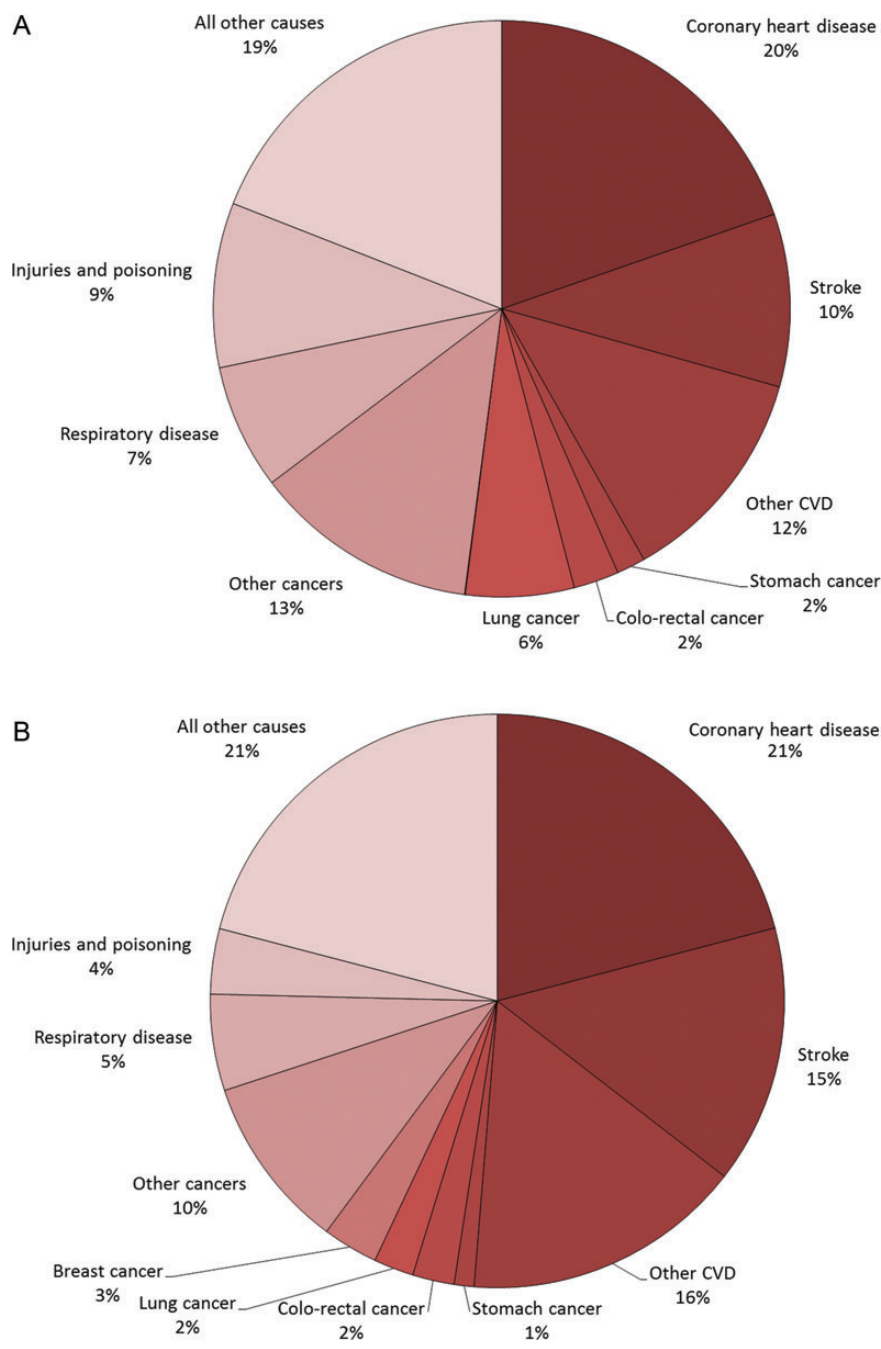 A
All other causes
19%
Coronary heart disease
20%
Injuries and poisoning
9%
Stroke
10%
Respiratory disease
7%
Other CVD
12%
Other cancers
13%
Stomach cancer
2%
Lung cancer
6%
Colo-rectal cancer
2%
B
All other causes
21%
Coronary heart disease
21%
Injuries and poisoning
4%
Respiratory disease
5%
Stroke
15%
Other cancers
10%
Breast cancer
3%
Other CVD
16%
Lung cancer
2%
Colo-rectal cancer
2%
Stomach cancer
1%